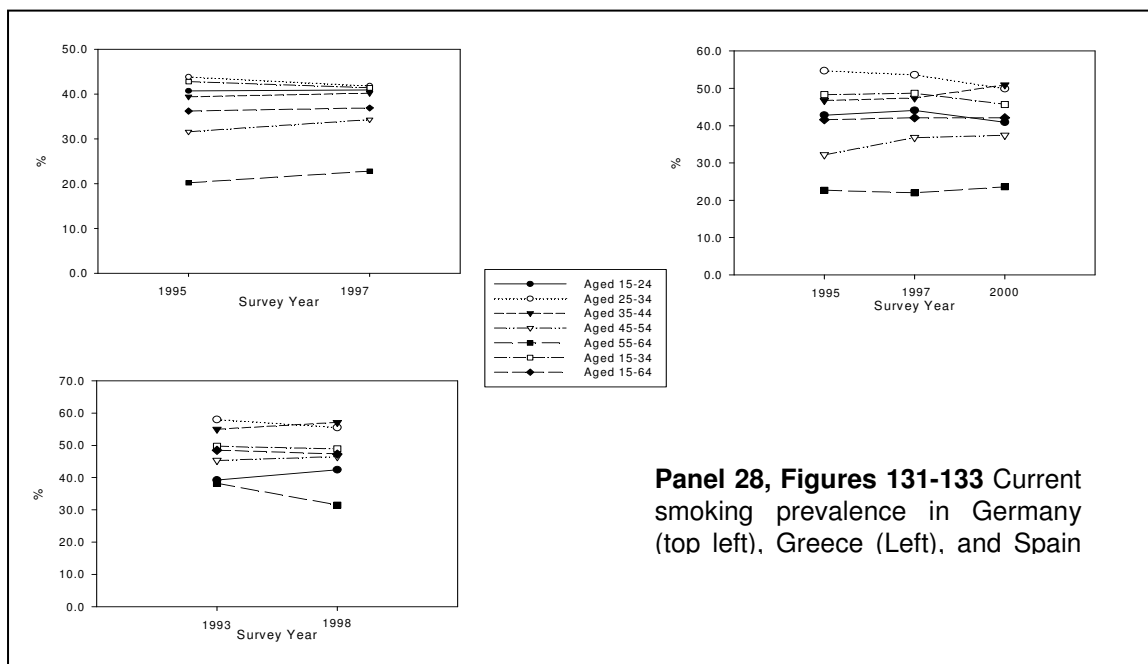 50.0
40.0
30.0
20.0
10.0
0.0
%
1995 1997
Survey Year
60.0
50.0
40.0
30.0
20.0
10.0
0.0
%
1995 1997 2000
Survey Year
Aged 15-24
Aged 25-34
Aged 35-44
Aged 45-54
Aged 55-64
Aged 15-34
Aged 15-64
70.0
60.0
50.0
40.0
30.0
20.0
10.0
0.0
%
1993 1998
Survey Year
Panel 28, Figures 131-133 Current
smoking prevalence in Germany
(top left), Greece (Left), and Spain